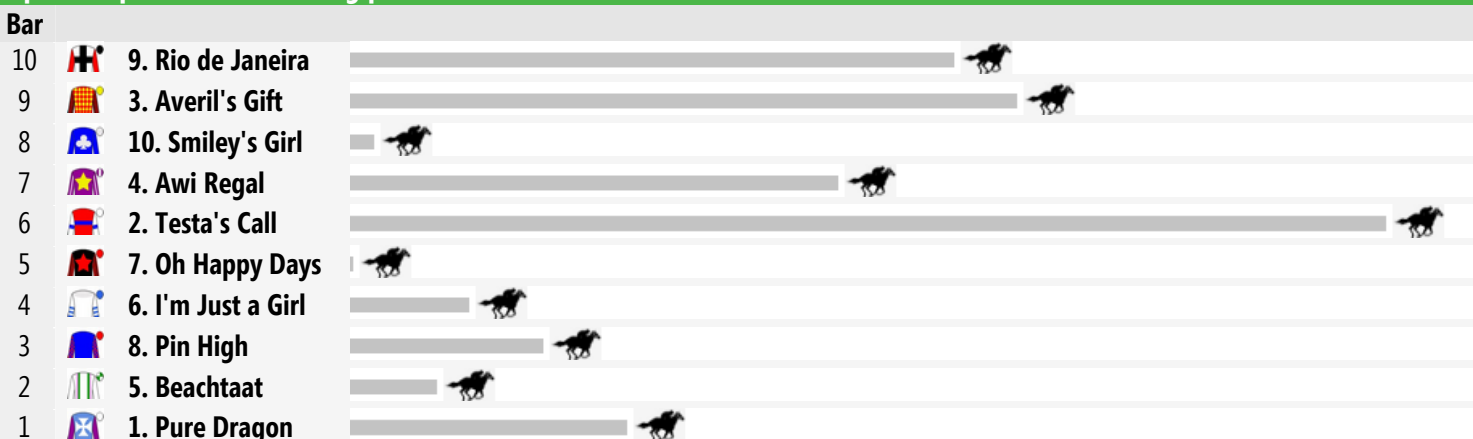 Bar
10 9. Rio de Janeira
9 3. Averil's Gift
8 10. Smiley's Girl
7 4. Awi Regal
6 2. Testa's Call
5 7. Oh Happy Days
4 6. I'm Just a Girl
3 8. Pin High
2 5. Beachtaat
1 1. Pure Dragon